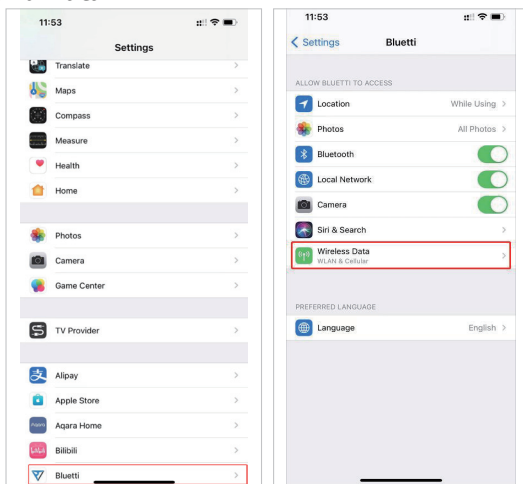 11:53
Settings
Translate
Maps
Compass
Measure
Health
Home
Photos
Camera
Game Center
TV Provider
Alipay
Apple Store
Aqara Home
Bilibili
Bluetti
11:53
Settings
Bluetti
ALLOW BLUETTI TO ACCESS
Location While Using
Photos All Photos
Bluetooth
Local Network
Camera
Siri & Search
Wireless Data
WLAN & Cellular
PREFERRED LANGUAGE
Language English